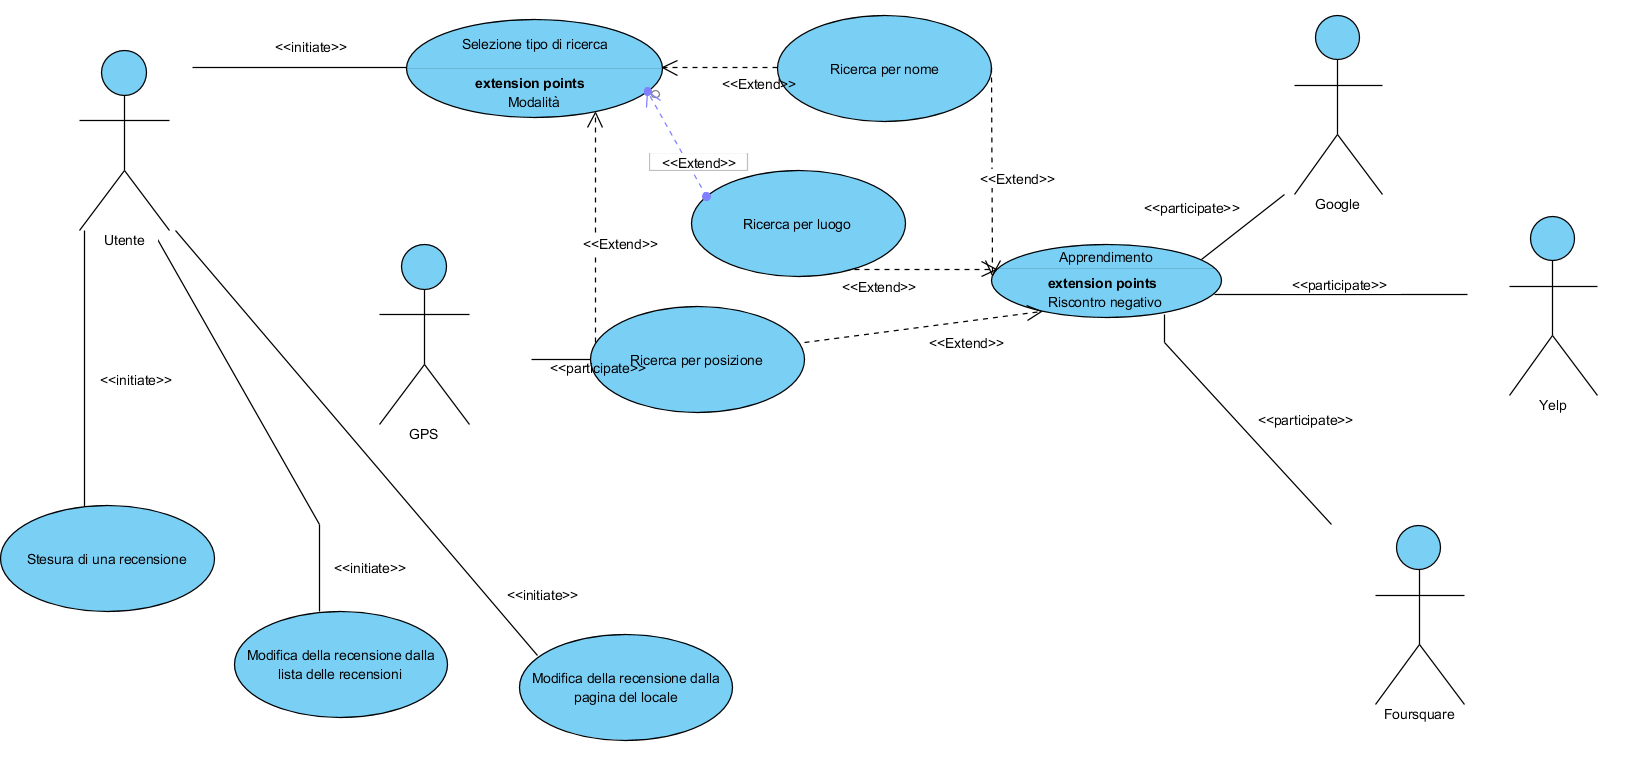 <<initiate>>
Selezione tipo di ricerca
extension points
Modalità
<<Extend>>
Ricerca per nome
<<Extend>>
<<Extend>>
Ricerca per luogo
<<participate>>
Google
Utente
<<Extend>>
Apprendimento
extension points
Riscontro negativo
<<Extend>>
<<participate>>
<<Extend>>
Ricerca per posizione
<<participate>>
<<initiate>>
GPS
Yelp
<<participate>>
Stesura di una recensione
<<initiate>>
<<initiate>>
Modifica della recensione dalla
lista delle recensioni
Modifica della recensione dalla
pagina del locale
Foursquare